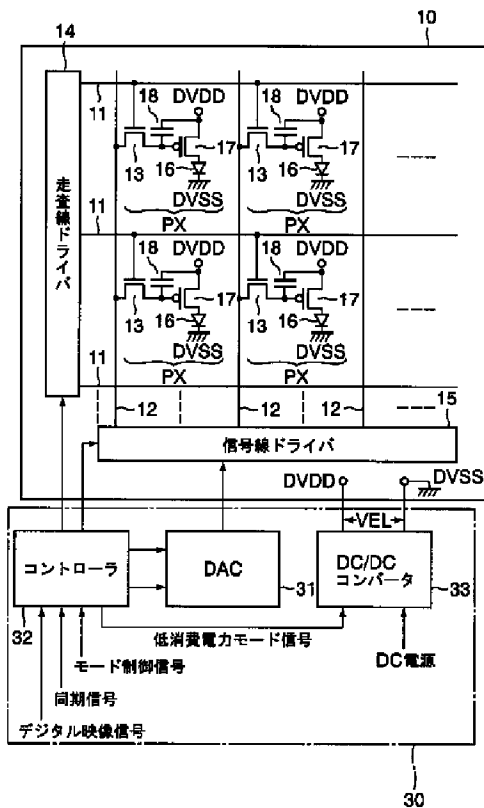 14
10
11
18
DVDD
18
DVDD
13
16
17
13
16
17
DVSS
DVSS
11
PX
PX
18
DVDD
18
DVDD
13
16
17
13
16
17
DVSS
DVSS
11
PX
PX
12
12
12
15
走査線ドライバ
信号線ドライバ
DVDD
DVSS
VEL
コントローラ
DAC
DC/DC
コンバータ
32
31
33
低消費電力モード信号
モード制御信号
DC電源
同期信号
デジタル映像信号
30